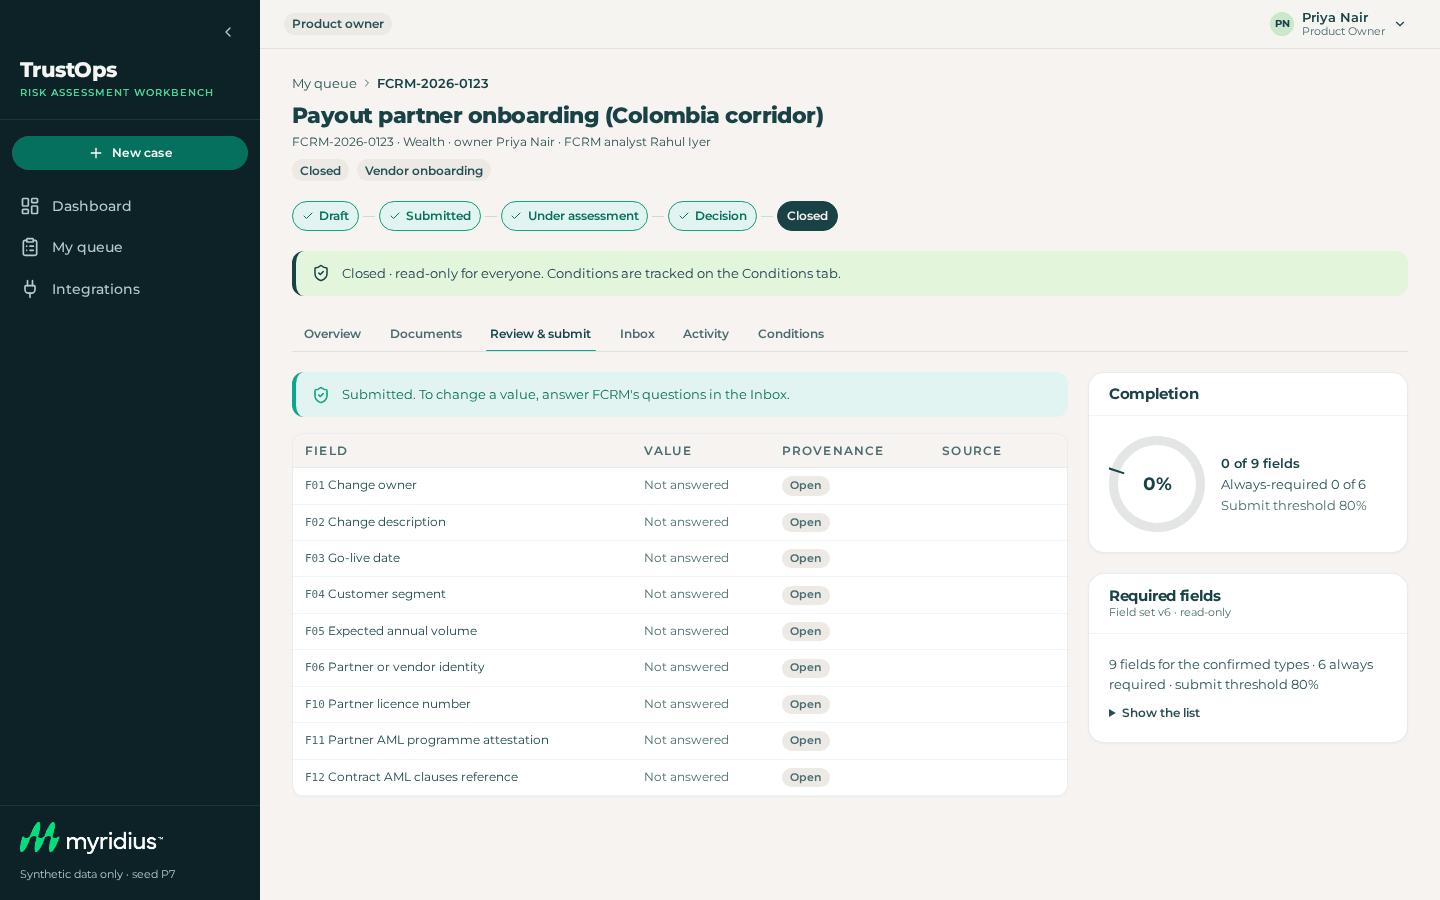 Product owner
PN
Priya Nair
Product Owner
TrustOps
RISK ASSESSMENT WORKBENCH
New case
Dashboard
My queue
Integrations
myridius™
Synthetic data only · seed P7
My queue › FCRM-2026-0123
Payout partner onboarding (Colombia corridor)
FCRM-2026-0123 · Wealth · owner Priya Nair · FCRM analyst Rahul Iyer
Closed Vendor onboarding
Draft Submitted Under assessment Decision Closed
Closed · read-only for everyone. Conditions are tracked on the Conditions tab.
Overview Documents Review & submit Inbox Activity Conditions
Submitted. To change a value, answer FCRM's questions in the Inbox.
FIELD VALUE PROVENANCE SOURCE
F01 Change owner Not answered Open
F02 Change description Not answered Open
F03 Go-live date Not answered Open
F04 Customer segment Not answered Open
F05 Expected annual volume Not answered Open
F06 Partner or vendor identity Not answered Open
F10 Partner licence number Not answered Open
F11 Partner AML programme attestation Not answered Open
F12 Contract AML clauses reference Not answered Open
Completion
0%
0 of 9 fields
Always-required 0 of 6
Submit threshold 80%
Required fields
Field set v6 · read-only
9 fields for the confirmed types · 6 always
required · submit threshold 80%
Show the list